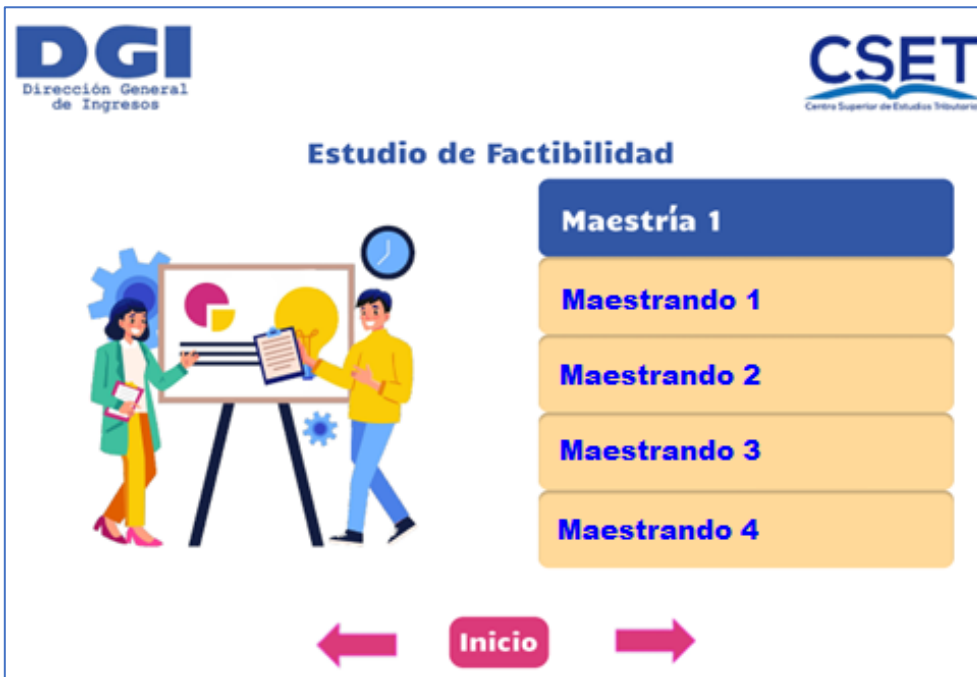 DGI
Dirección General
de Ingresos
CSET
Centro Superior de Estudios Tributario
Estudio de Factibilidad
Maestría 1
Maestrando 1
Maestrando 2
Maestrando 3
Maestrando 4
Inicio